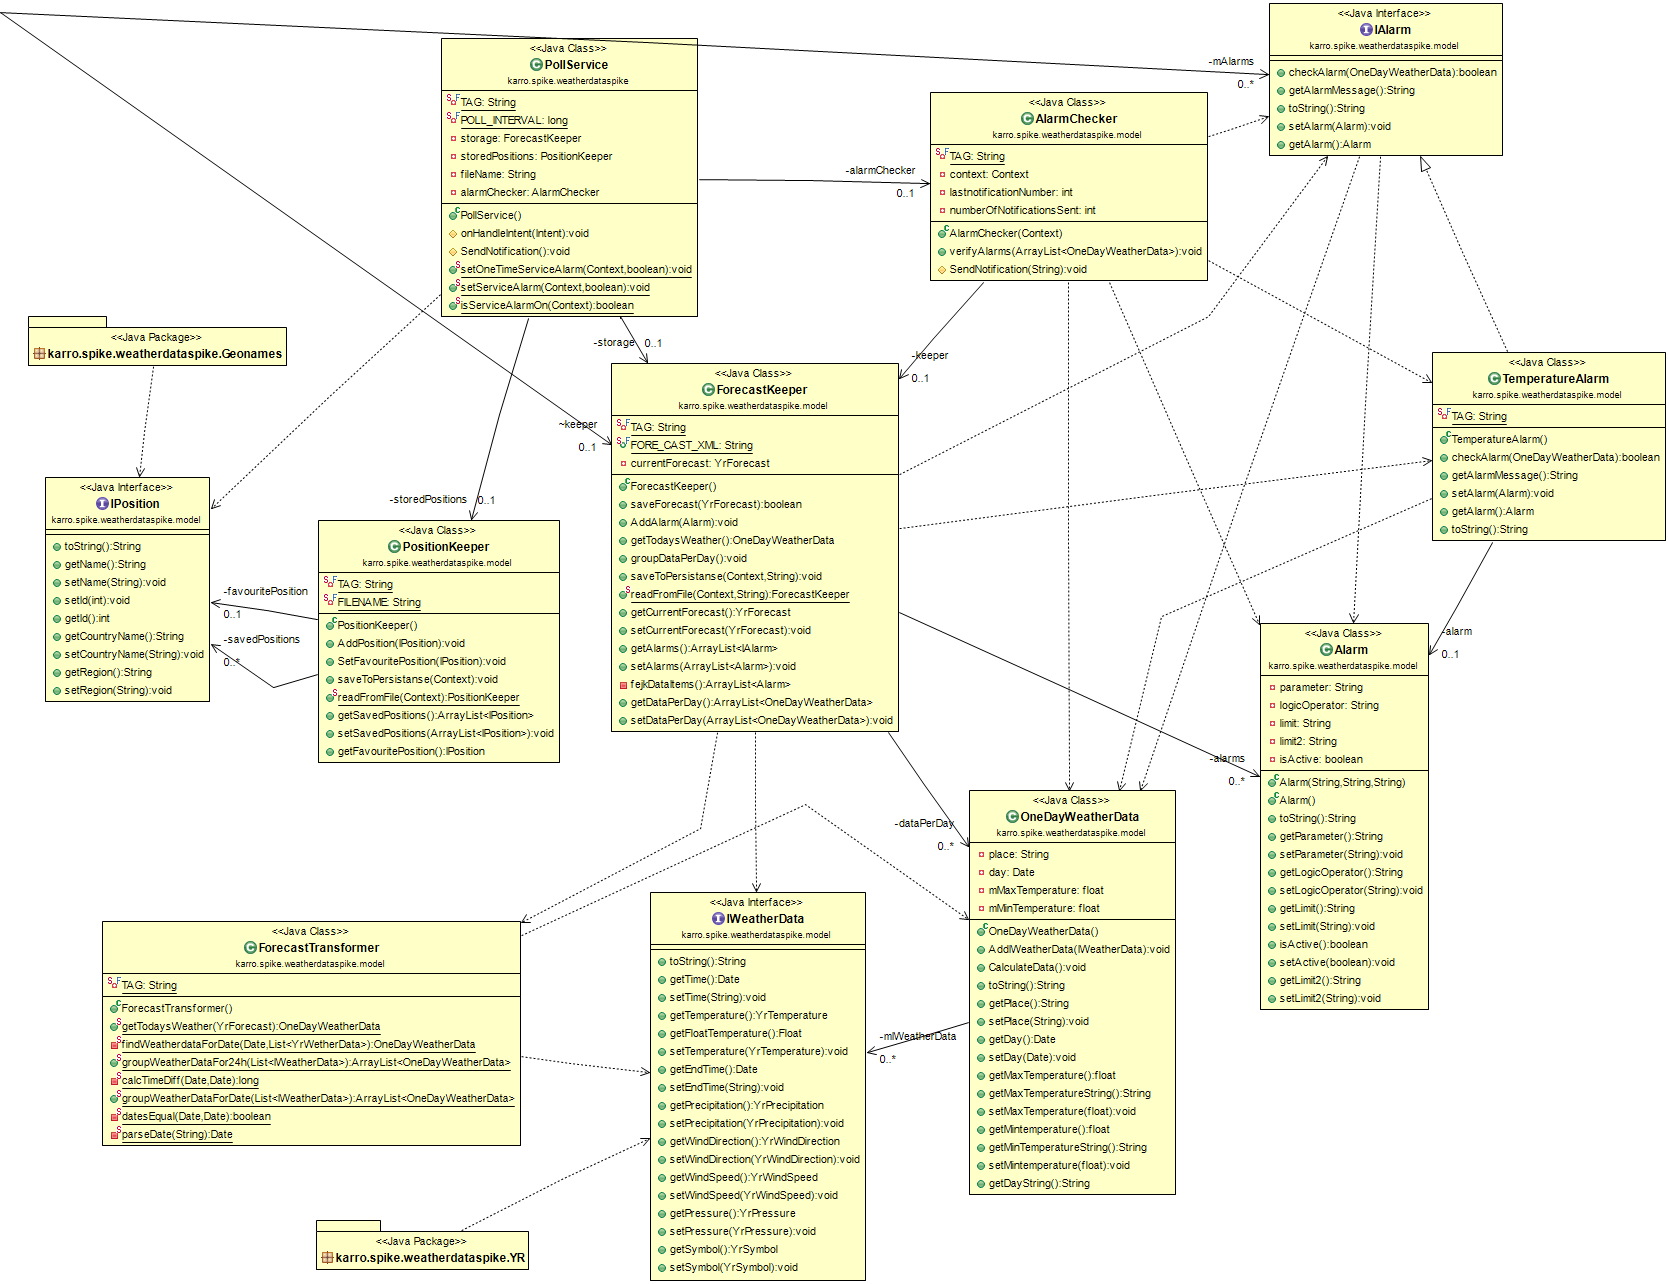 <<Java Interface>>
IAlarm
karro.spike.weatherdataspike.model
checkAlarm(OneDayWeatherData):boolean
getAlarmMessage():String
toString():String
setAlarm(Alarm):void
getAlarm():Alarm
-mAlarms
0..*
<<Java Class>>
PollService
karro.spike.weatherdataspike
TAG: String
POLL_INTERVAL: long
storage: ForecastKeeper
storedPositions: PositionKeeper
fileName: String
alarmChecker: AlarmChecker
PollService()
onHandleIntent(Intent):void
SendNotification():void
setOneTimeServiceAlarm(Context,boolean):void
setServiceAlarm(Context,boolean):void
isServiceAlarmOn(Context):boolean
-alarmChecker
0..1
<<Java Class>>
AlarmChecker
karro.spike.weatherdataspike.model
TAG: String
context: Context
lastnotificationNumber: int
numberOfNotificationsSent: int
AlarmChecker(Context)
verifyAlarms(ArrayList<OneDayWeatherData>):void
SendNotification(String):void
<<Java Package>>
karro.spike.weatherdataspike.Geonames
-storage
0..1
-keeper
0..1
~keeper
0..1
<<Java Class>>
ForecastKeeper
karro.spike.weatherdataspike.model
TAG: String
FORE_CAST_XML: String
currentForecast: YrForecast
ForecastKeeper()
saveForecast(YrForecast):boolean
AddAlarm(Alarm):void
getTodaysWeather():OneDayWeatherData
groupDataPerDay():void
saveToPersistanse(Context,String):void
readFromFile(Context,String):ForecastKeeper
getCurrentForecast():YrForecast
setCurrentForecast(YrForecast):void
getAlarms():ArrayList<IAlarm>
setAlarms(ArrayList<Alarm>):void
fejkDataItems():ArrayList<Alarm>
getDataPerDay():ArrayList<OneDayWeatherData>
setDataPerDay(ArrayList<OneDayWeatherData>):void
<<Java Class>>
TemperatureAlarm
karro.spike.weatherdataspike.model
TAG: String
TemperatureAlarm()
checkAlarm(OneDayWeatherData):boolean
getAlarmMessage():String
setAlarm(Alarm):void
getAlarm():Alarm
toString():String
<<Java Interface>>
IPosition
karro.spike.weatherdataspike.model
toString():String
getName():String
setName(String):void
setId(int):void
getId():int
getCountryName():String
setCountryName(String):void
getRegion():String
setRegion(String):void
-storedPositions
0..1
-favouritePosition
0..1
-savedPositions
0..*
<<Java Class>>
PositionKeeper
karro.spike.weatherdataspike.model
TAG: String
FILENAME: String
PositionKeeper()
AddPosition(IPosition):void
SetFavouritePosition(IPosition):void
saveToPersistanse(Context):void
readFromFile(Context):PositionKeeper
getSavedPositions():ArrayList<IPosition>
setSavedPositions(ArrayList<IPosition>):void
getFavouritePosition():IPosition
-alarm
0..1
<<Java Class>>
Alarm
karro.spike.weatherdataspike.model
parameter: String
logicOperator: String
limit: String
limit2: String
isActive: boolean
Alarm(String,String,String)
Alarm()
toString():String
getParameter():String
setParameter(String):void
getLogicOperator():String
setLogicOperator(String):void
getLimit():String
setLimit(String):void
isActive():boolean
setActive(boolean):void
getLimit2():String
setLimit2(String):void
-alarms
0..*
-dataPerDay
0..*
<<Java Class>>
OneDayWeatherData
karro.spike.weatherdataspike.model
place: String
day: Date
mMaxTemperature: float
mMinTemperature: float
OneDayWeatherData()
AddIWeatherData(IWeatherData):void
CalculateData():void
toString():String
getPlace():String
setPlace(String):void
getDay():Date
setDay(Date):void
getMaxTemperature():float
getMaxTemperatureString():String
setMaxTemperature(float):void
getMintemperature():float
getMinTemperatureString():String
setMintemperature(float):void
getDayString():String
-mIWeatherData
0..*
<<Java Interface>>
IWeatherData
karro.spike.weatherdataspike.model
toString():String
getTime():Date
setTime(String):void
getTemperature():YrTemperature
getFloatTemperature():Float
setTemperature(YrTemperature):void
getEndTime():Date
setEndTime(String):void
getPrecipitation():YrPrecipitation
setPrecipitation(YrPrecipitation):void
getWindDirection():YrWindDirection
setWindDirection(YrWindDirection):void
getWindSpeed():YrWindSpeed
setWindSpeed(YrWindSpeed):void
getPressure():YrPressure
setPressure(YrPressure):void
getSymbol():YrSymbol
setSymbol(YrSymbol):void
<<Java Class>>
ForecastTransformer
karro.spike.weatherdataspike.model
TAG: String
ForecastTransformer()
getTodaysWeather(YrForecast):OneDayWeatherData
findWeatherdataForDate(Date,List<YrWetherData>):OneDayWeatherData
groupWeatherDataFor24h(List<IWeatherData>):ArrayList<OneDayWeatherData>
calcTimeDiff(Date,Date):long
groupWeatherDataForDate(List<IWeatherData>):ArrayList<OneDayWeatherData>
datesEqual(Date,Date):boolean
parseDate(String):Date
<<Java Package>>
karro.spike.weatherdataspike.YR